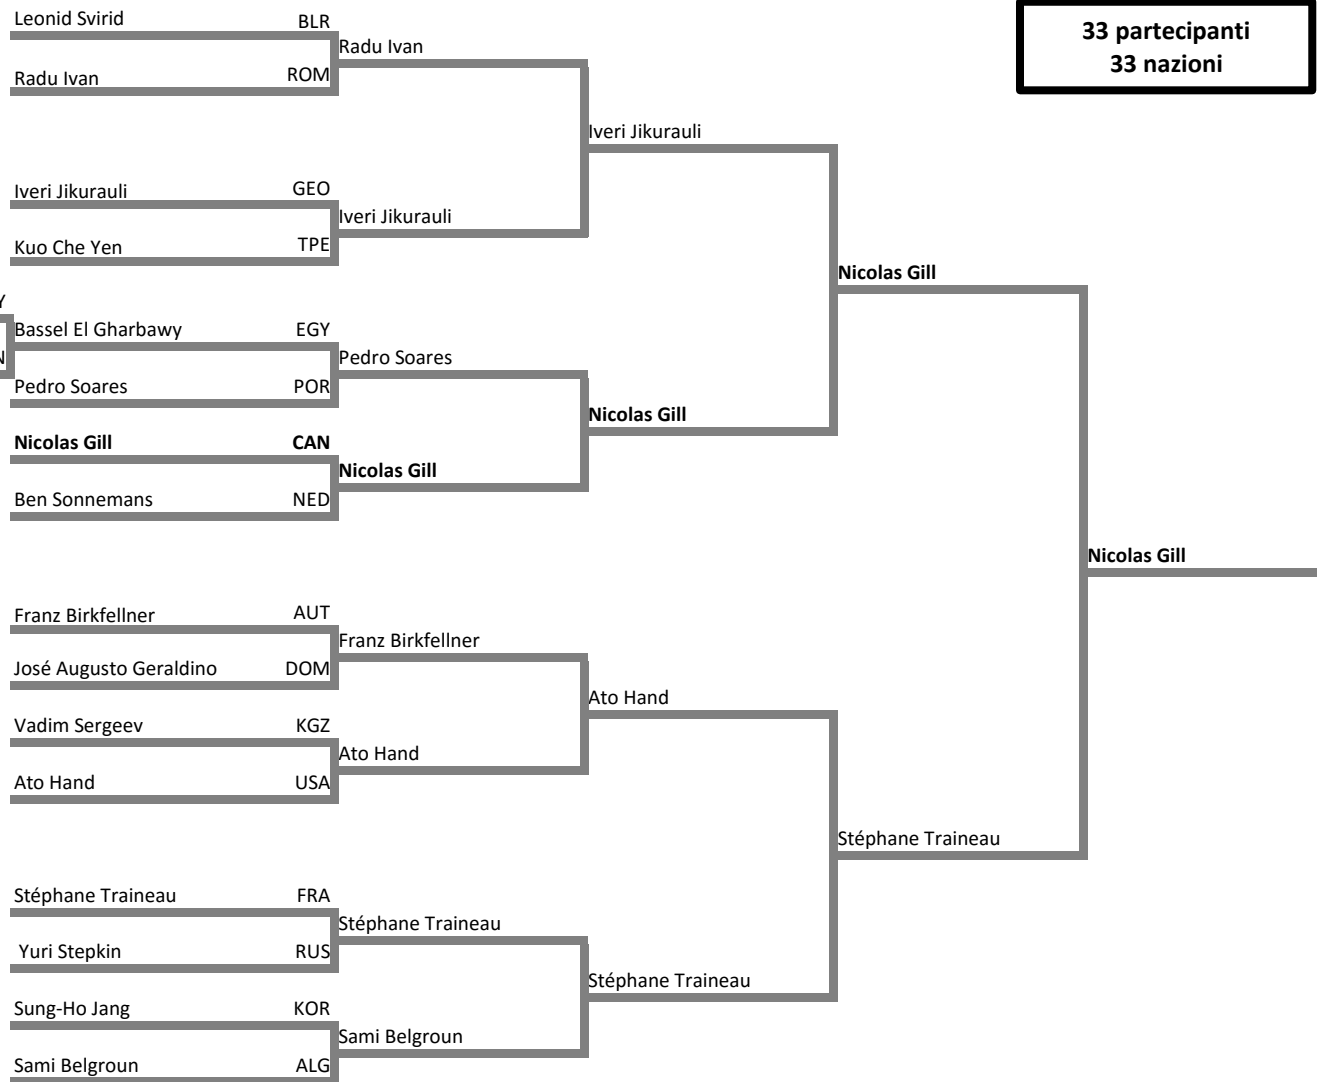 Leonid Svirid BLR
Radu Ivan
33 partecipanti
33 nazioni
Radu Ivan ROM
Iveri Jikurauli
Iveri Jikurauli GEO
Iveri Jikurauli
Kuo Che Yen TPE
Nicolas Gill
Y
Bassel El Gharbawy EGY
Pedro Soares
N
Pedro Soares POR
Nicolas Gill
Nicolas Gill CAN
Nicolas Gill
Ben Sonnemans NED
Nicolas Gill
Franz Birkfellner AUT
Franz Birkfellner
José Augusto Geraldino DOM
Ato Hand
Vadim Sergeev KGZ
Ato Hand
Ato Hand USA
Stéphane Traineau
Stéphane Traineau FRA
Stéphane Traineau
Yuri Stepkin RUS
Stéphane Traineau
Sung-Ho Jang KOR
Sami Belgroun
Sami Belgroun ALG